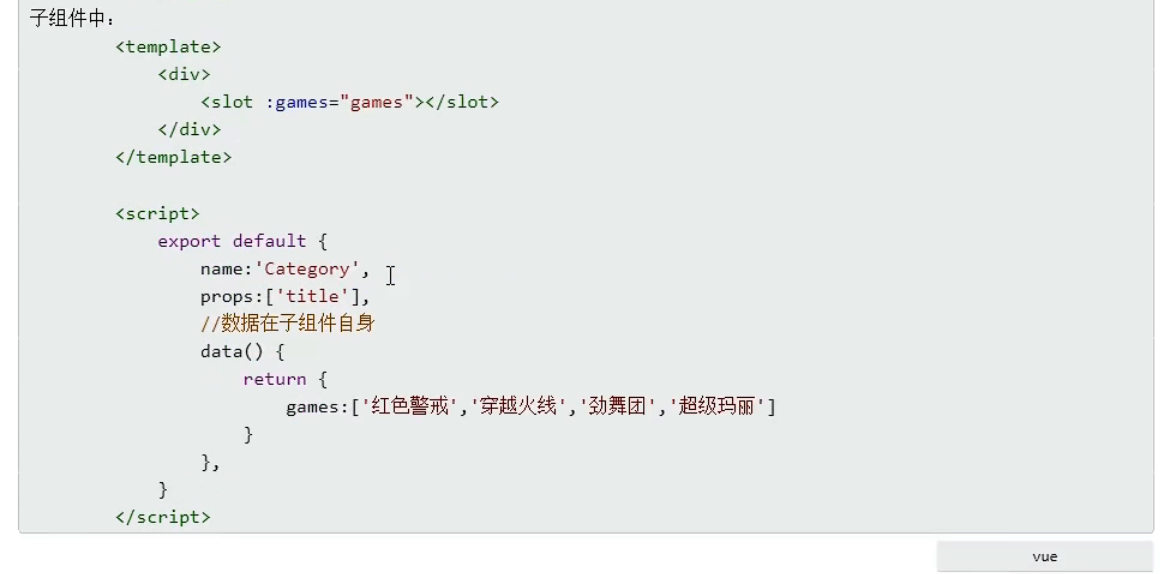 子组件中：
<template>
<div>
<slot :games="games"></slot>
</div>
</template>
<script>
export default {
name:'Category',
props:['title'],
//数据在子组件自身
data() {
return {
games:['红色警戒','穿越火线','劲舞团','超级玛丽']
}
},
}
</script>
vue